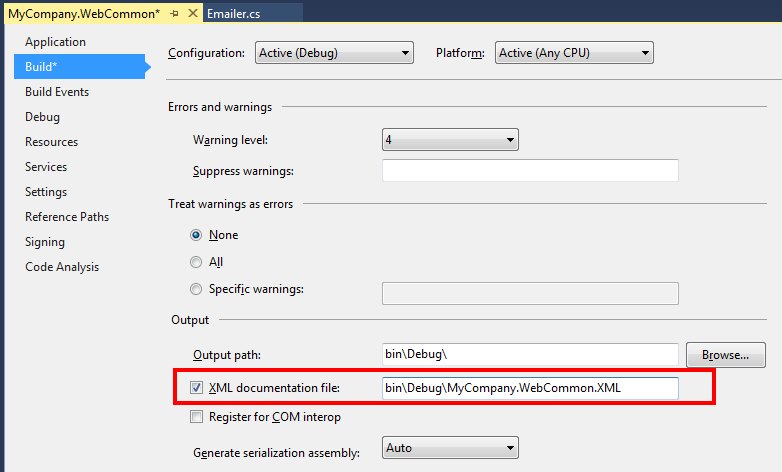 MyCompany.WebCommon* Emailer.cs
Application
Build*
Build Events
Debug
Resources
Services
Settings
Reference Paths
Signing
Code Analysis
Configuration: Active (Debug) Platform: Active (Any CPU)
Errors and warnings
Warning level: 4
Suppress warnings:
Treat warnings as errors
None
All
Specific warnings:
Output
Output path: bin\Debug\ Browse...
XML documentation file: bin\Debug\MyCompany.WebCommon.XML
Register for COM interop
Generate serialization assembly: Auto